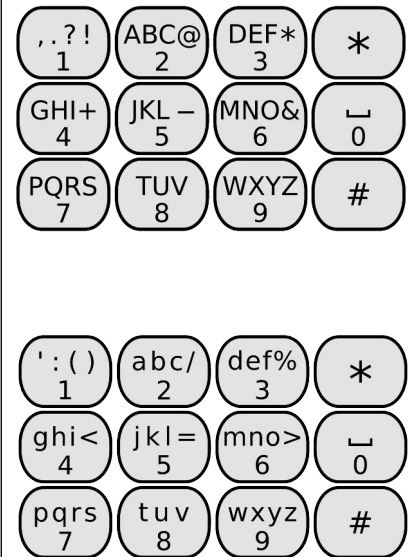 ,.?! ABC@ DEF* *
1 2 3
GHI+ JKL− MNO& ⎵
4 5 6 0
PQRS TUV WXYZ #
7 8 9
':() abc/ def% *
1 2 3
ghi< jkl= mno> ⎵
4 5 6 0
pqrs tuv wxyz #
7 8 9